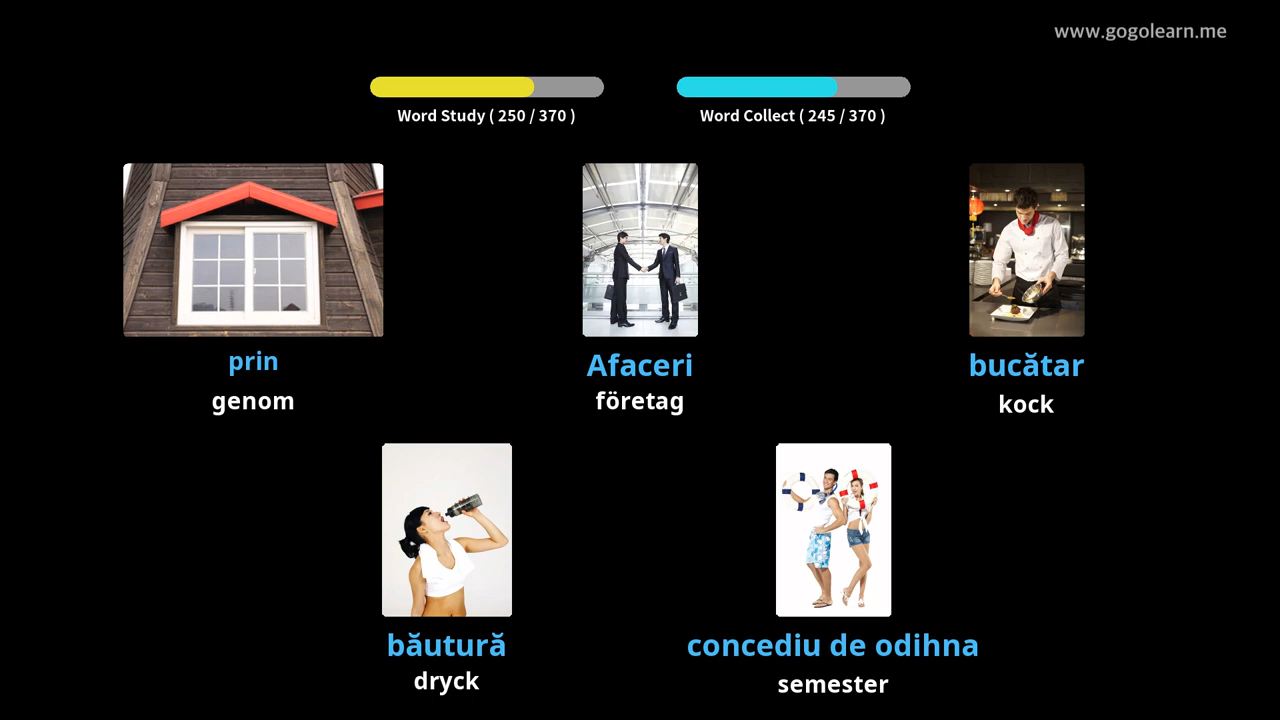 www.gogolearn.me
Word Study ( 250 / 370 )
Word Collect ( 245 / 370 )
prin
genom
Afaceri
företag
bucătar
kock
băutură
dryck
concediu de odihna
semester